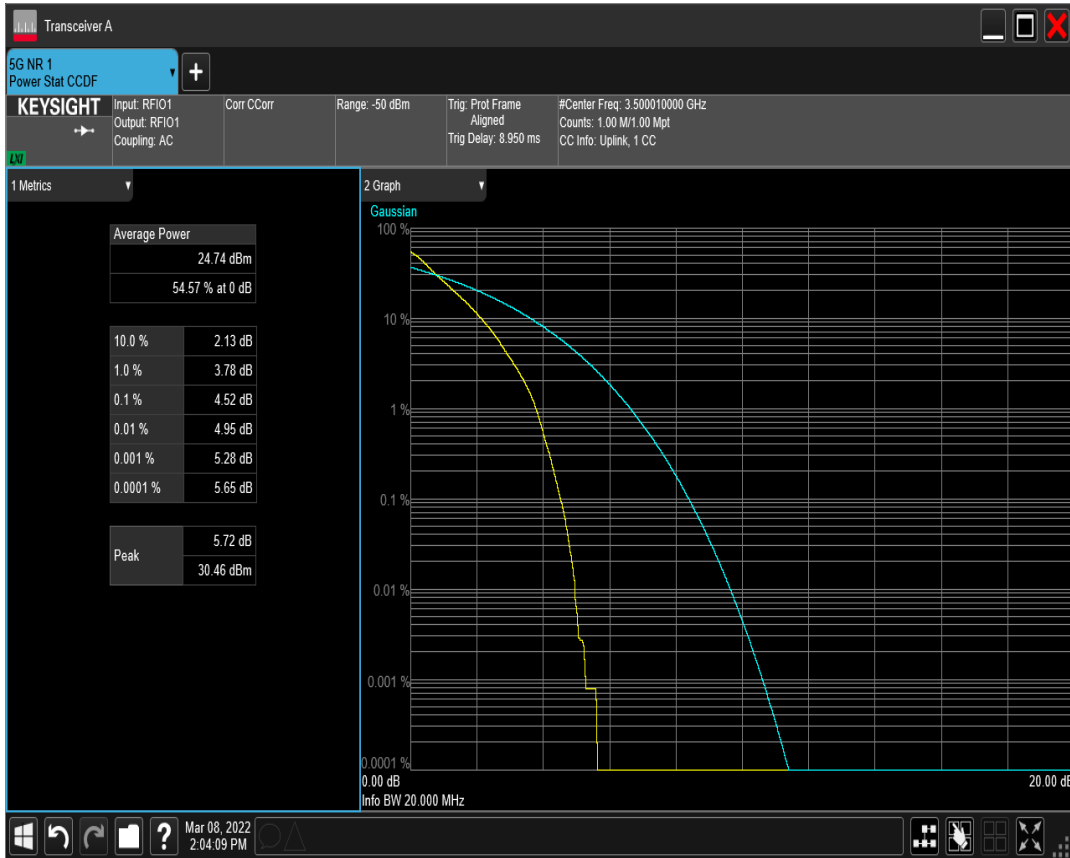 Transceiver A
5G NR 1
Power Stat CCDF
+
KEYSIGHT
LXI
Input: RFIO1
Output: RFIO1
Coupling: AC
Corr CCorr
Range: -50 dBm
Trig: Prot Frame
Aligned
Trig Delay: 8.950 ms
#Center Freq: 3.500010000 GHz
Counts: 1.00 M/1.00 Mpt
CC Info: Uplink, 1 CC
1 Metrics
Average Power
24.74 dBm
54.57 % at 0 dB
10.0 % 2.13 dB
1.0 % 3.78 dB
0.1 % 4.52 dB
0.01 % 4.95 dB
0.001 % 5.28 dB
0.0001 % 5.65 dB
Peak
5.72 dB
30.46 dBm
2 Graph
Gaussian
100 %
10 %
1 %
0.1 %
0.01 %
0.001 %
0.0001 %
0.00 dB 20.00 dB
Info BW 20.000 MHz
?
Mar 08, 2022
2:04:09 PM